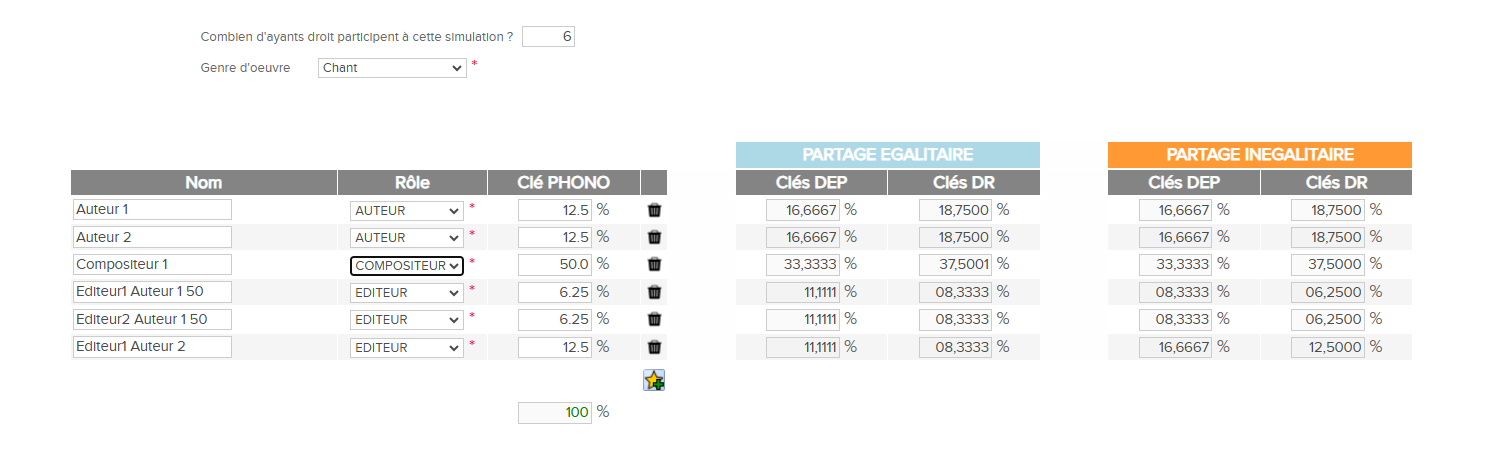 Combien d'ayants droit participent à cette simulation ? 6
Genre d'oeuvre Chant *
PARTAGE EGALITAIRE PARTAGE INEGALITAIRE
Nom Rôle Clé PHONO Clés DEP Clés DR Clés DEP Clés DR
Auteur 1 AUTEUR * 12.5 % 16,6667 % 18,7500 % 16,6667 % 18,7500 %
Auteur 2 AUTEUR * 12.5 % 16,6667 % 18,7500 % 16,6667 % 18,7500 %
Compositeur 1 COMPOSITEUR * 50.0 % 33,3333 % 37,5001 % 33,3333 % 37,5000 %
Editeur1 Auteur 1 50 EDITEUR * 6.25 % 11,1111 % 08,3333 % 08,3333 % 06,2500 %
Editeur2 Auteur 1 50 EDITEUR * 6.25 % 11,1111 % 08,3333 % 08,3333 % 06,2500 %
Editeur1 Auteur 2 EDITEUR * 12.5 % 11,1111 % 08,3333 % 16,6667 % 12,5000 %
100 %